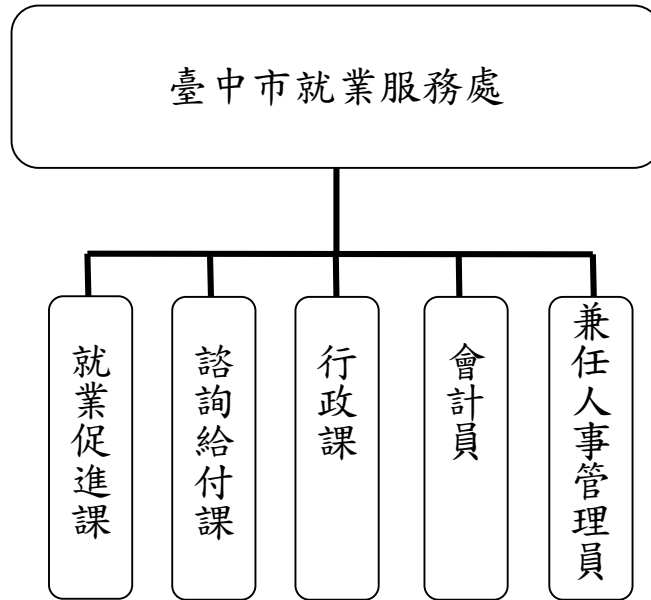 臺中市就業服務處
就業促進課
諮詢給付課
行政課
會計員
兼任人事管理員